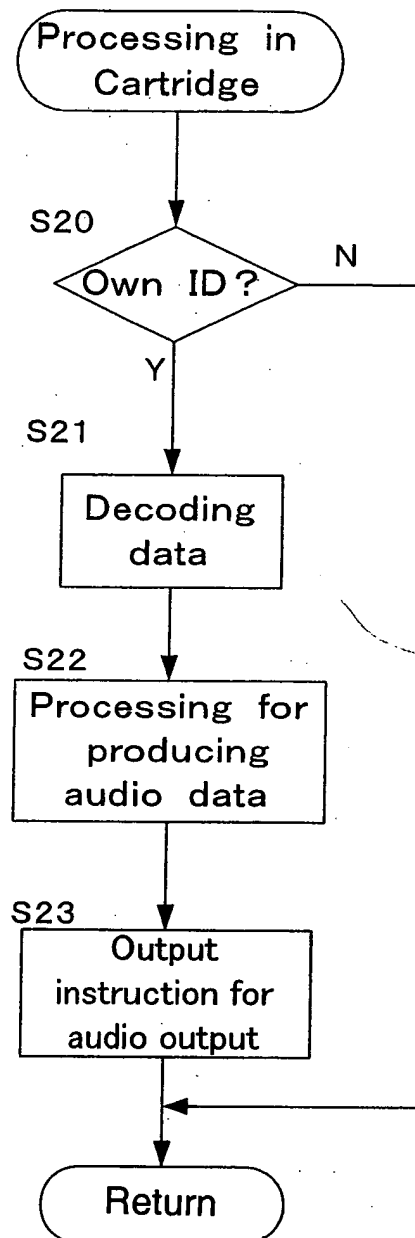 Processing in
Cartridge
S20
Own ID?
N
Y
S21
Decoding
data
S22
Processing for
producing
audio data
S23
Output
instruction for
audio output
Return